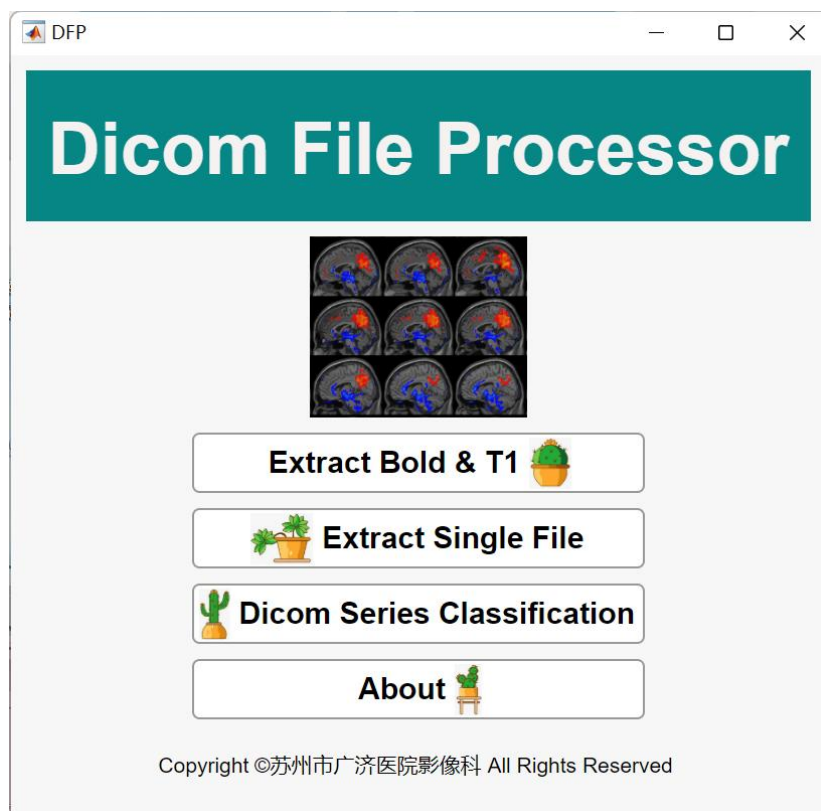 DFP
Dicom File Processor
Extract Bold & T1
Extract Single File
Dicom Series Classification
About
Copyright ©苏州市广济医院影像科 All Rights Reserved